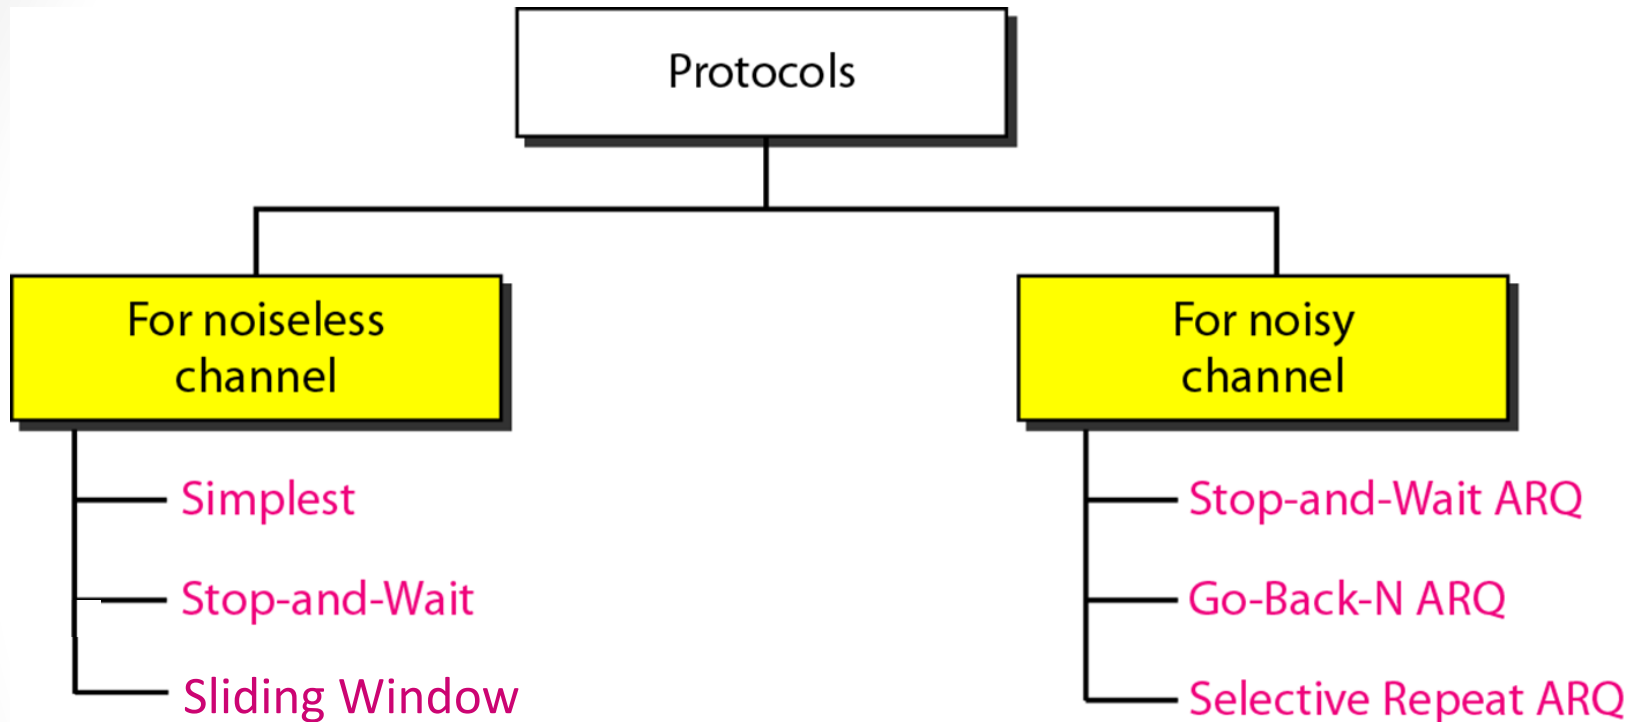 Protocols
For noiseless
channel
For noisy
channel
Simplest
Stop-and-Wait
Sliding Window
Stop-and-Wait ARQ
Go-Back-N ARQ
Selective Repeat ARQ